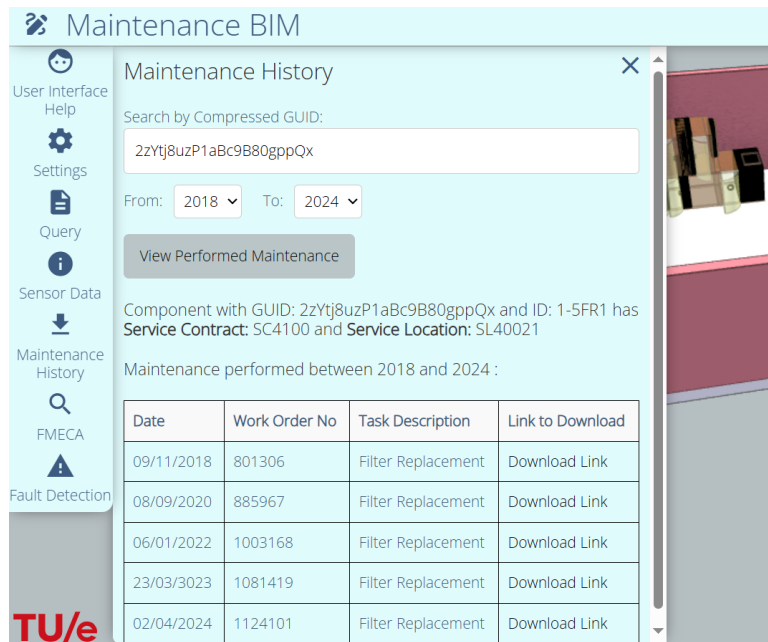 Maintenance BIM
User Interface
Help
Settings
Query
Sensor Data
Maintenance
History
FMECA
Fault Detection
Maintenance History
Search by Compressed GUID:
2zYtj8uzP1aBc9B80gppQx
From: 2018 To: 2024
View Performed Maintenance
Component with GUID: 2zYtj8uzP1aBc9B80gppQx and ID: 1-5FR1 has
Service Contract: SC4100 and Service Location: SL40021
Maintenance performed between 2018 and 2024 :
Date Work Order No Task Description Link to Download
09/11/2018 801306 Filter Replacement Download Link
08/09/2020 885967 Filter Replacement Download Link
06/01/2022 1003168 Filter Replacement Download Link
23/03/3023 1081419 Filter Replacement Download Link
02/04/2024 1124101 Filter Replacement Download Link
TU/e